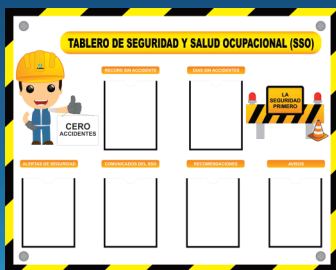 TABLERO DE SEGURIDAD Y SALUD OCUPACIONAL (SSO)
RECORD SIN ACCIDENTE
DIAS SIN ACCIDENTES
CERO
ACCIDENTES
LA
SEGURIDAD
PRIMERO
ALERTAS DE SEGURIDAD
COMUNICADOS DEL SSO
RECOMENDACIONES
AVISOS